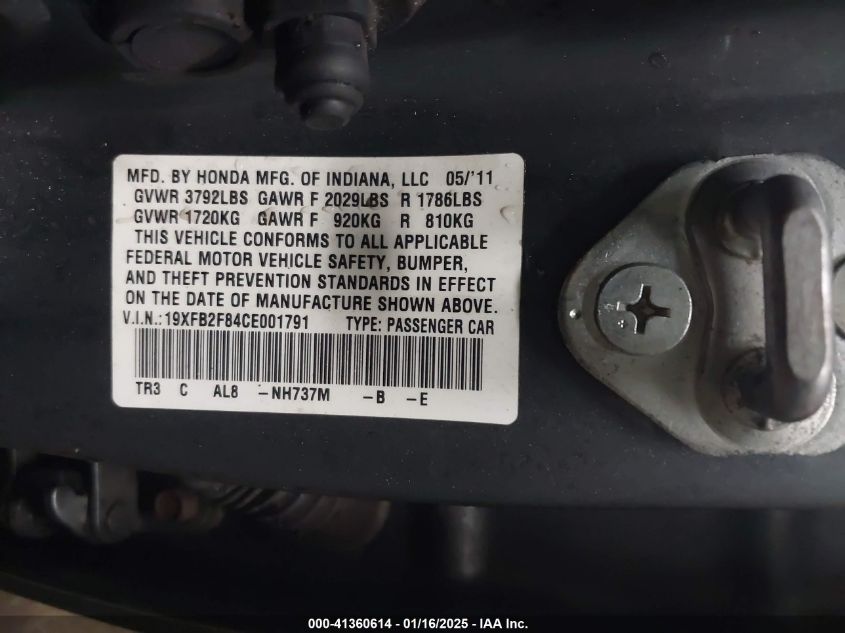 MFD. BY HONDA MFG. OF INDIANA, LLC 05/'11
GVWR 3792LBS GAWR F 2029LBS R 1786LBS
GVWR 1720KG GAWR F 920KG R 810KG
THIS VEHICLE CONFORMS TO ALL APPLICABLE
FEDERAL MOTOR VEHICLE SAFETY, BUMPER,
AND THEFT PREVENTION STANDARDS IN EFFECT
ON THE DATE OF MANUFACTURE SHOWN ABOVE.
V.I.N.: 19XFB2F84CE001791 TYPE: PASSENGER CAR
TR3 C AL8 -NH737M -B -E
000-41360614 - 01/16/2025 - IAA Inc.